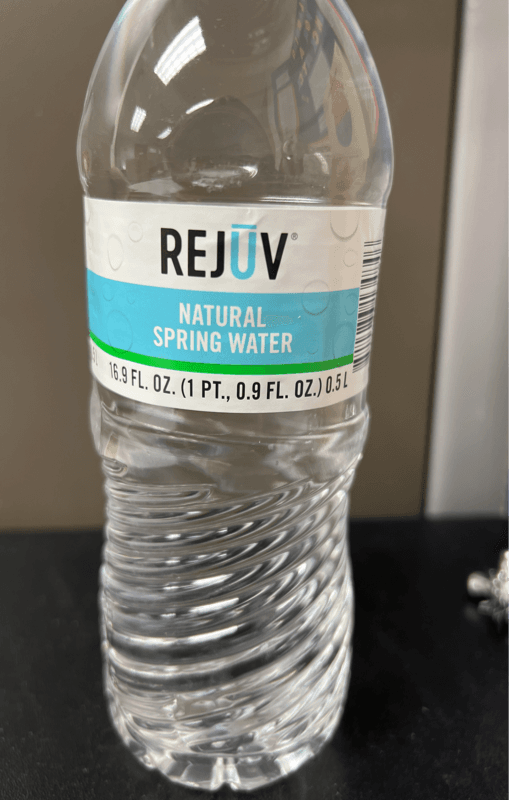 REJŪV®
NATURAL
SPRING WATER
16.9 FL. OZ. (1 PT., 0.9 FL. OZ.) 0.5 L